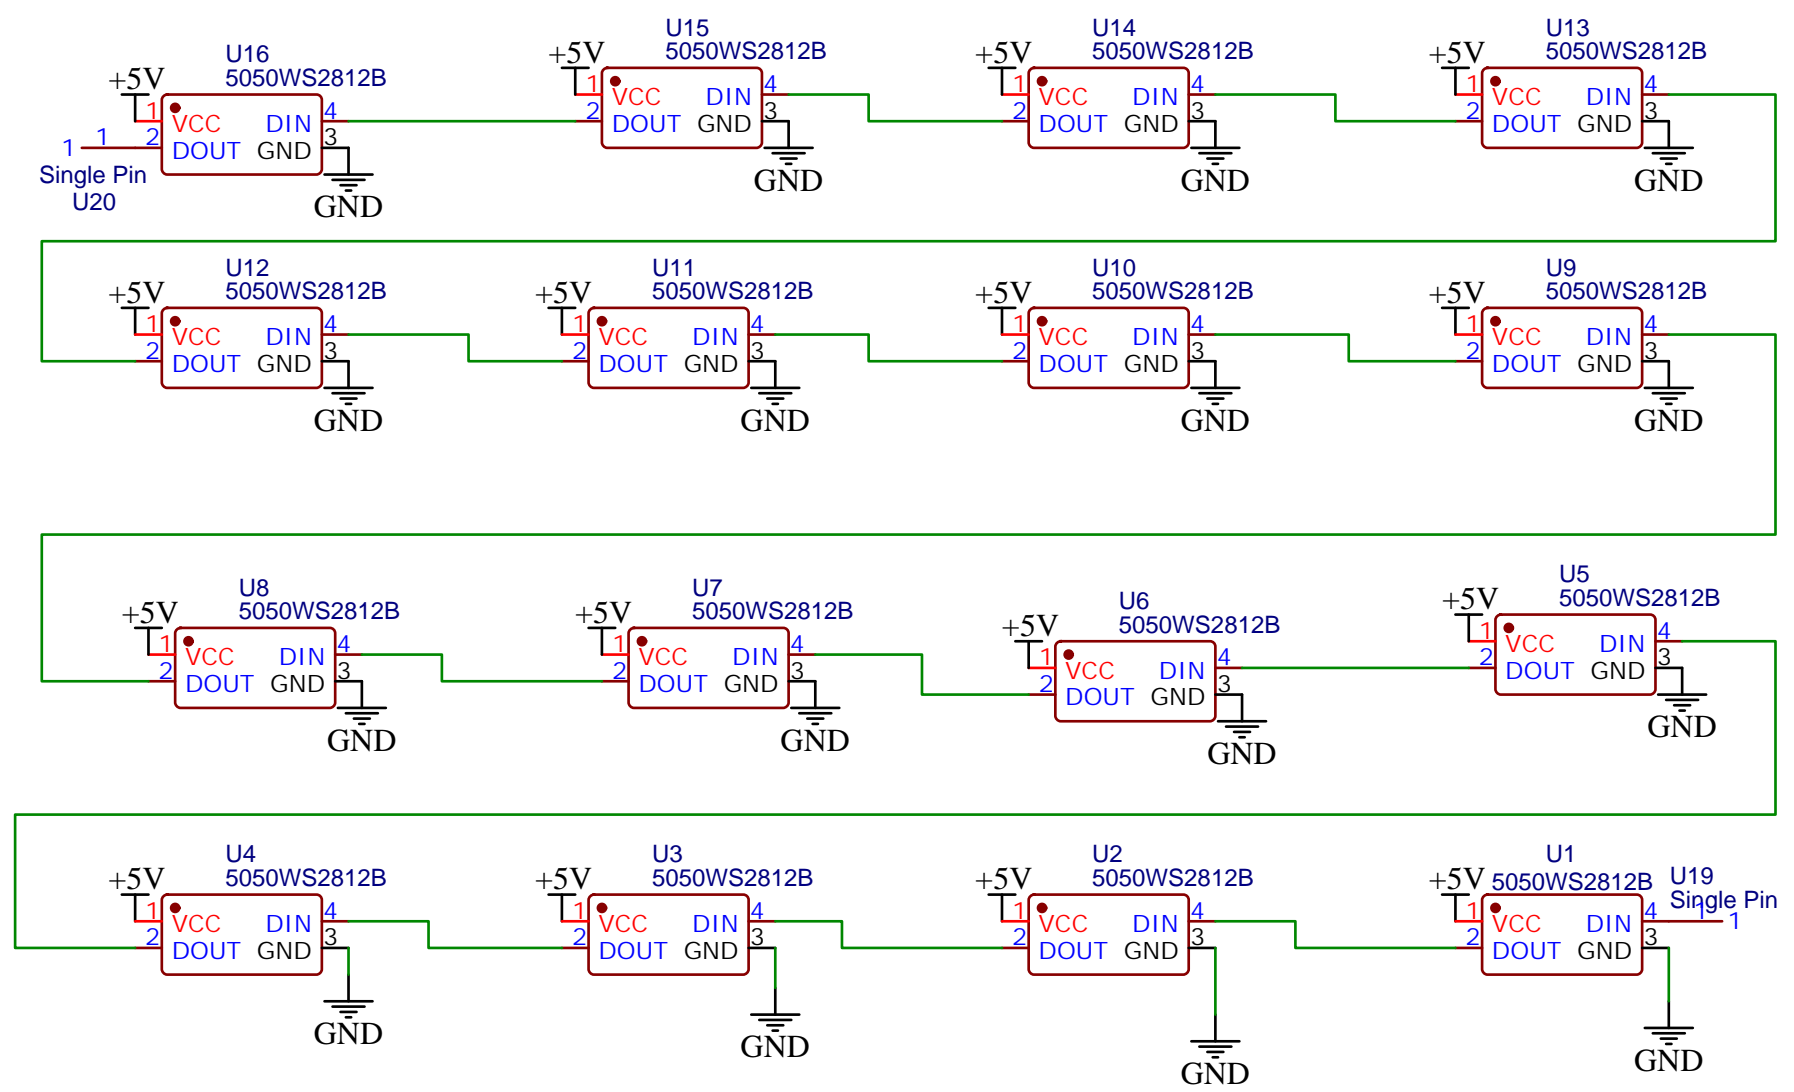 U16
5050WS2812B
+5V
1 VCC DIN 4
1 1 2 DOUT GND 3
Single Pin
U20
GND
U15
5050WS2812B
+5V
1 VCC DIN 4
2 DOUT GND 3
GND
U14
5050WS2812B
+5V
1 VCC DIN 4
2 DOUT GND 3
GND
U13
5050WS2812B
+5V
1 VCC DIN 4
2 DOUT GND 3
GND
U12
5050WS2812B
+5V
1 VCC DIN 4
2 DOUT GND 3
GND
U11
5050WS2812B
+5V
1 VCC DIN 4
2 DOUT GND 3
GND
U10
5050WS2812B
+5V
1 VCC DIN 4
2 DOUT GND 3
GND
U9
5050WS2812B
+5V
1 VCC DIN 4
2 DOUT GND 3
GND
U8
5050WS2812B
+5V
1 VCC DIN 4
2 DOUT GND 3
GND
U7
5050WS2812B
+5V
1 VCC DIN 4
2 DOUT GND 3
GND
U6
5050WS2812B
+5V
1 VCC DIN 4
2 DOUT GND 3
GND
U5
5050WS2812B
+5V
1 VCC DIN 4
2 DOUT GND 3
GND
U4
5050WS2812B
+5V
1 VCC DIN 4
2 DOUT GND 3
GND
U3
5050WS2812B
+5V
1 VCC DIN 4
2 DOUT GND 3
GND
U2
5050WS2812B
+5V
1 VCC DIN 4
2 DOUT GND 3
GND
U1
5050WS2812B
+5V
1 VCC DIN 4
2 DOUT GND 3
GND
U19
Single Pin
1 1